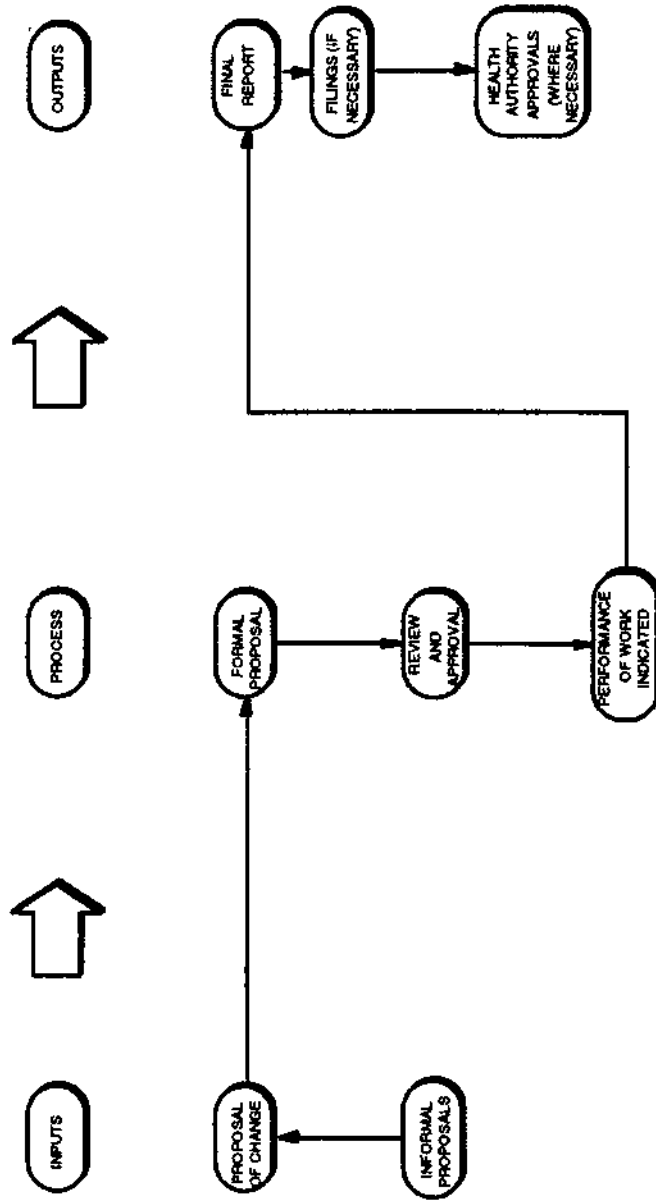 INPUTS
PROCESS
OUTPUTS
PROPOSAL
OF CHANGE
INFORMAL
PROPOSALS
FORMAL
PROPOSAL
REVIEW
AND
APPROVAL
PERFORMANCE
OF WORK
INDICATED
FINAL
REPORT
FILINGS (IF
NECESSARY)
HEALTH
AUTHORITY
APPROVALS
(WHERE
NECESSARY)